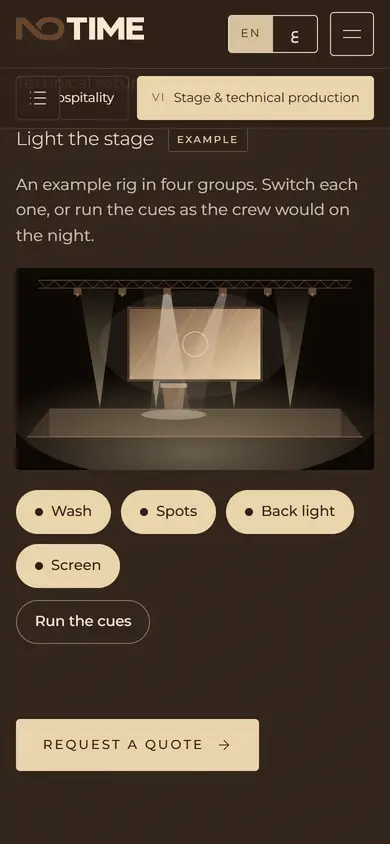 NOTIME
EN
ع
ospitality
VI Stage & technical production
Light the stage
EXAMPLE
An example rig in four groups. Switch each
one, or run the cues as the crew would on
the night.
Wash
Spots
Back light
Screen
Run the cues
REQUEST A QUOTE